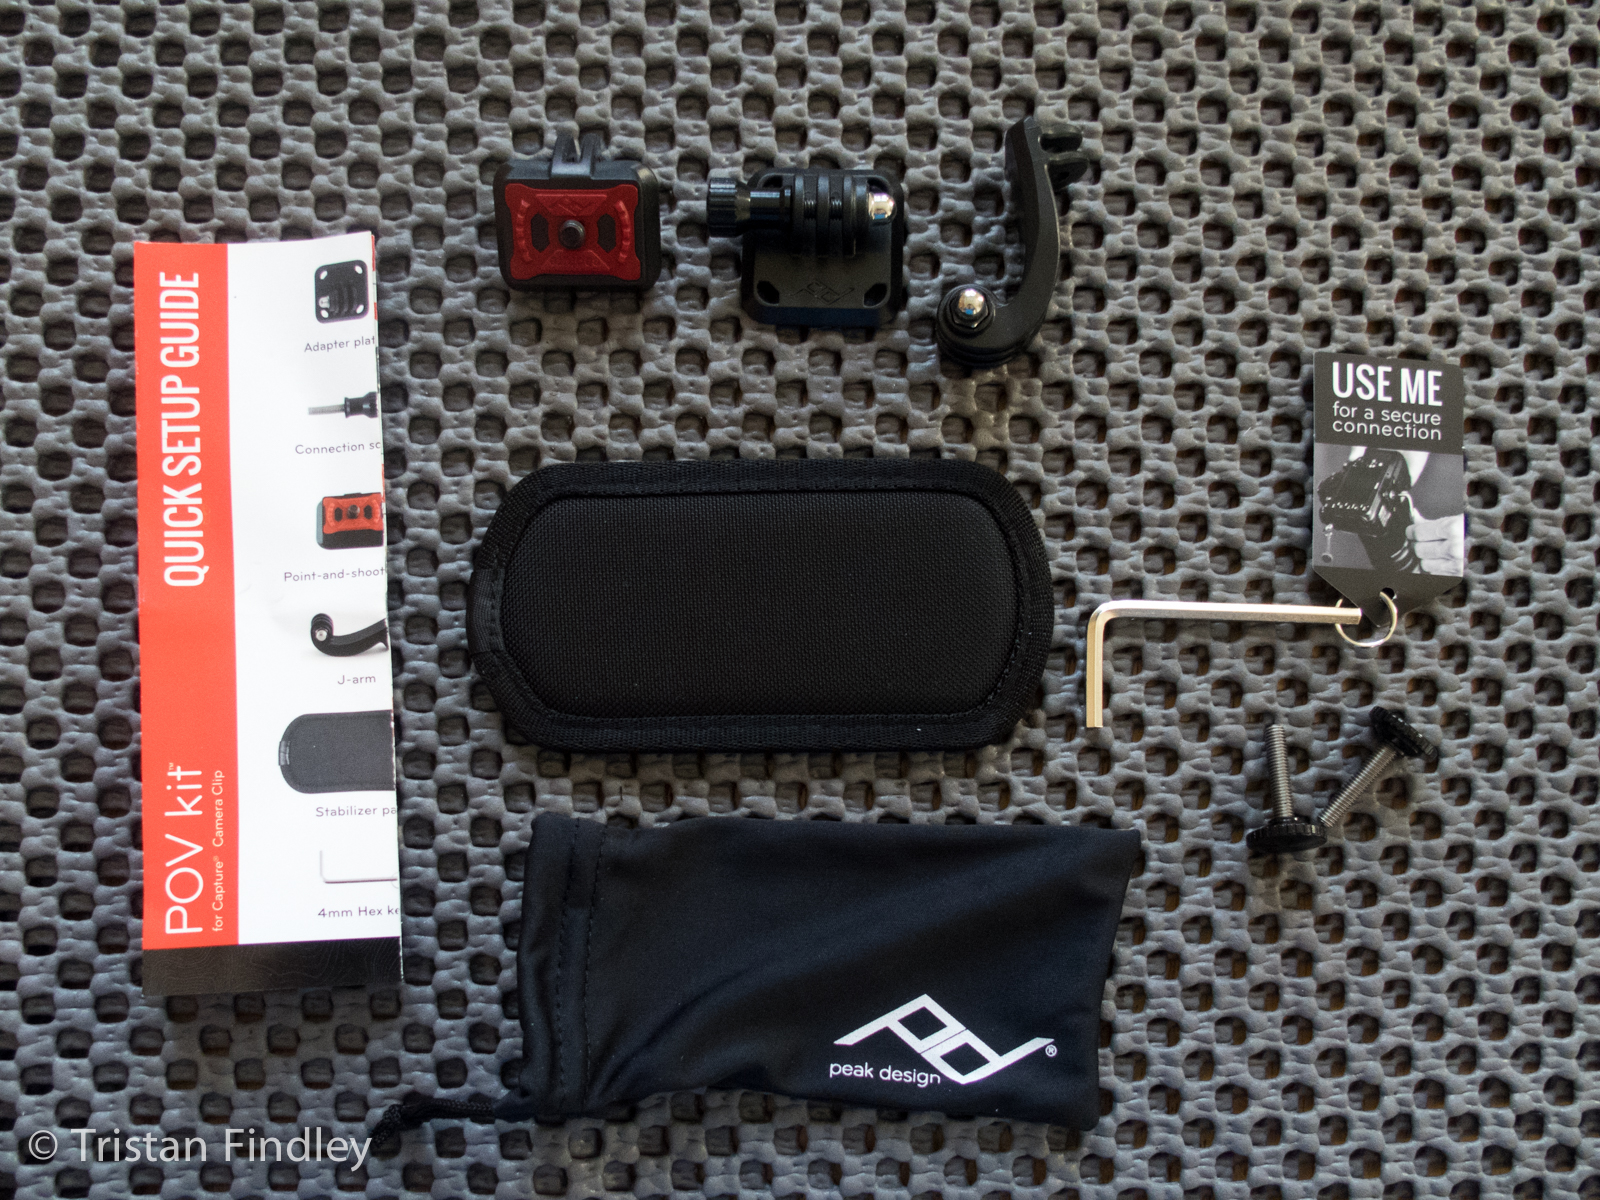 QUICK SETUP GUIDE
POV kit™
for Capture® Camera Clip
Adapter plat
Connection sc
Point-and-shoot
J-arm
Stabilizer pa
4mm Hex ke
USE ME
for a secure
connection
peak design
®
© Tristan Findley